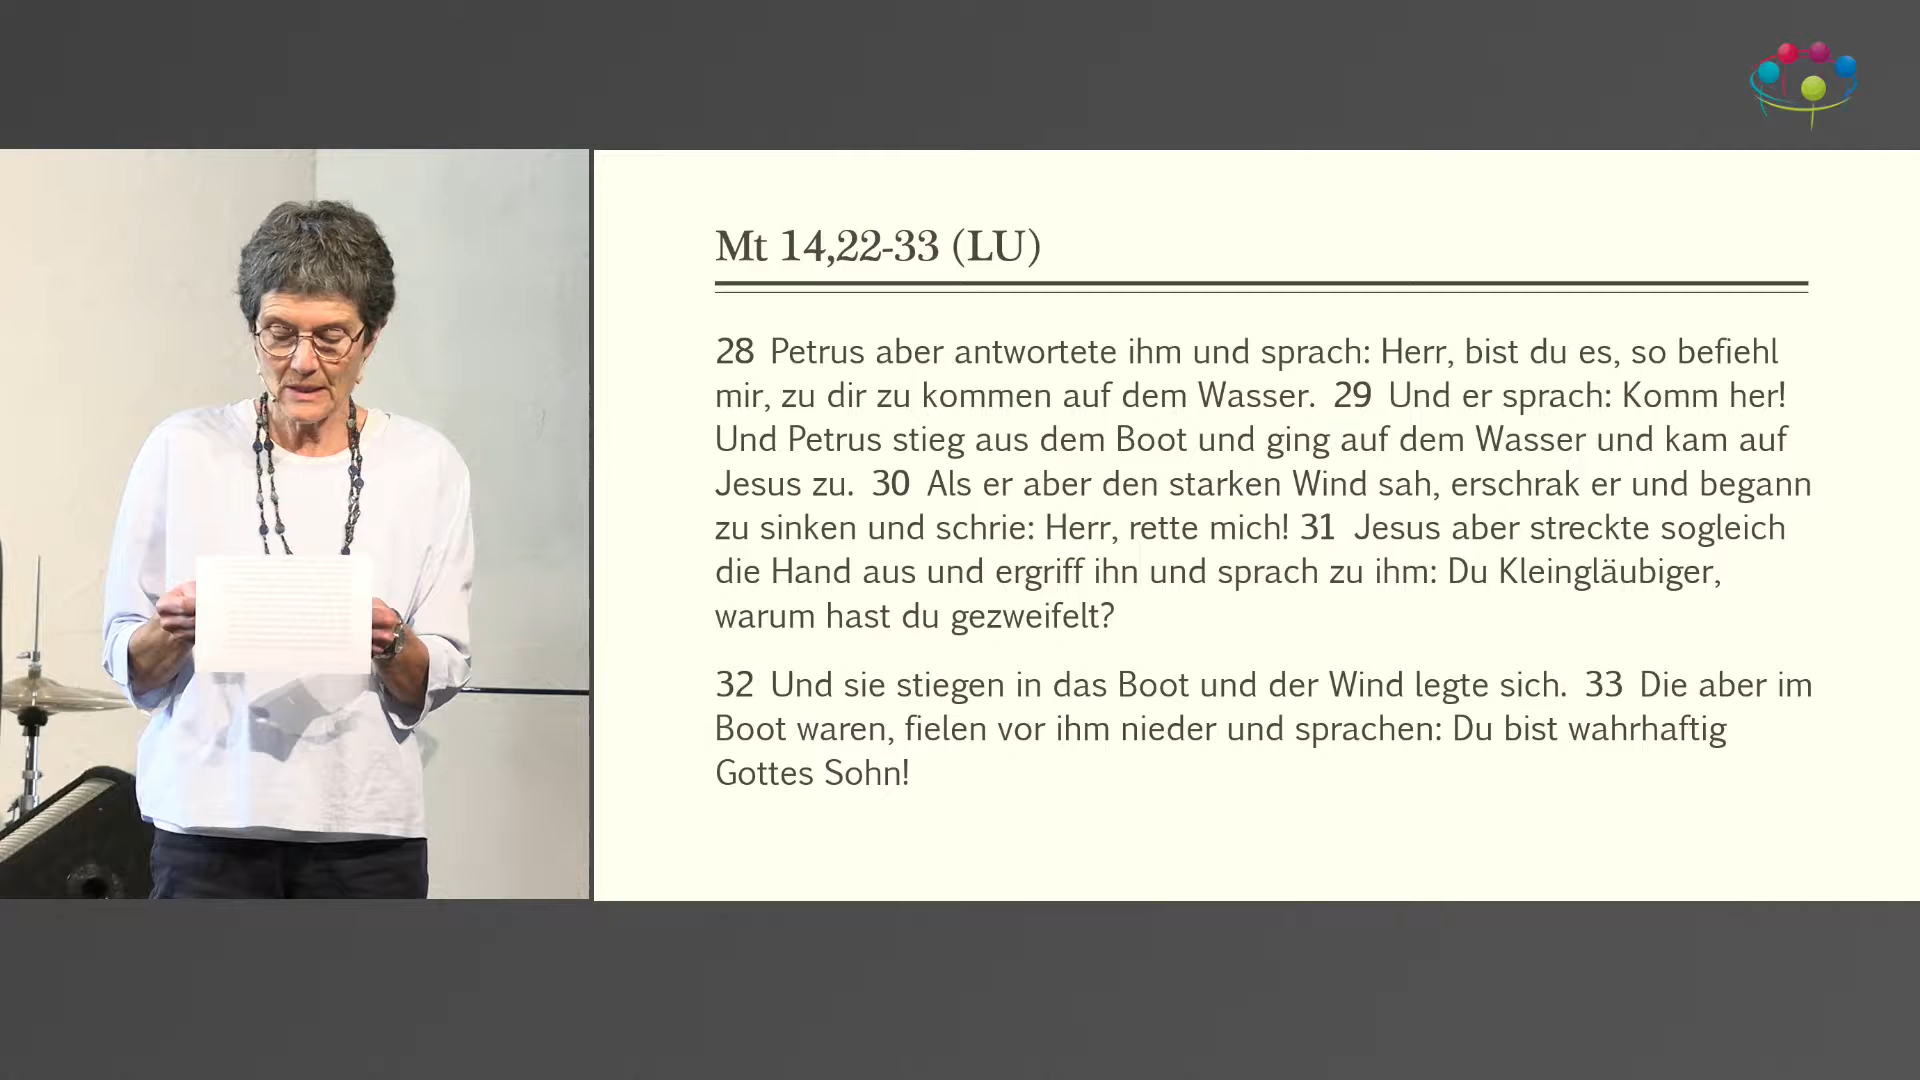 Mt 14,22-33 (LU)
28 Petrus aber antwortete ihm und sprach: Herr, bist du es, so befiehl
mir, zu dir zu kommen auf dem Wasser. 29 Und er sprach: Komm her!
Und Petrus stieg aus dem Boot und ging auf dem Wasser und kam auf
Jesus zu. 30 Als er aber den starken Wind sah, erschrak er und begann
zu sinken und schrie: Herr, rette mich! 31 Jesus aber streckte sogleich
die Hand aus und ergriff ihn und sprach zu ihm: Du Kleingläubiger,
warum hast du gezweifelt?
32 Und sie stiegen in das Boot und der Wind legte sich. 33 Die aber im
Boot waren, fielen vor ihm nieder und sprachen: Du bist wahrhaftig
Gottes Sohn!